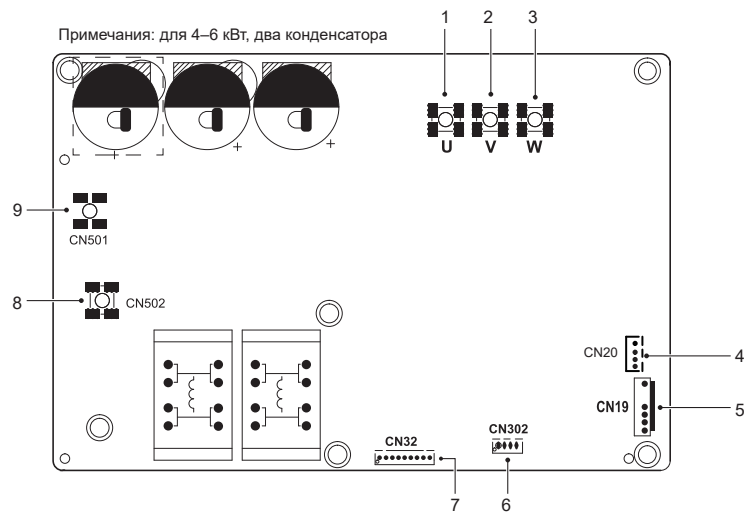 Примечания: для 4–6 кВт, два конденсатора
1
2
3
U
V
W
9
CN501
8
CN502
CN20
4
CN19
5
CN302
CN32
7
6